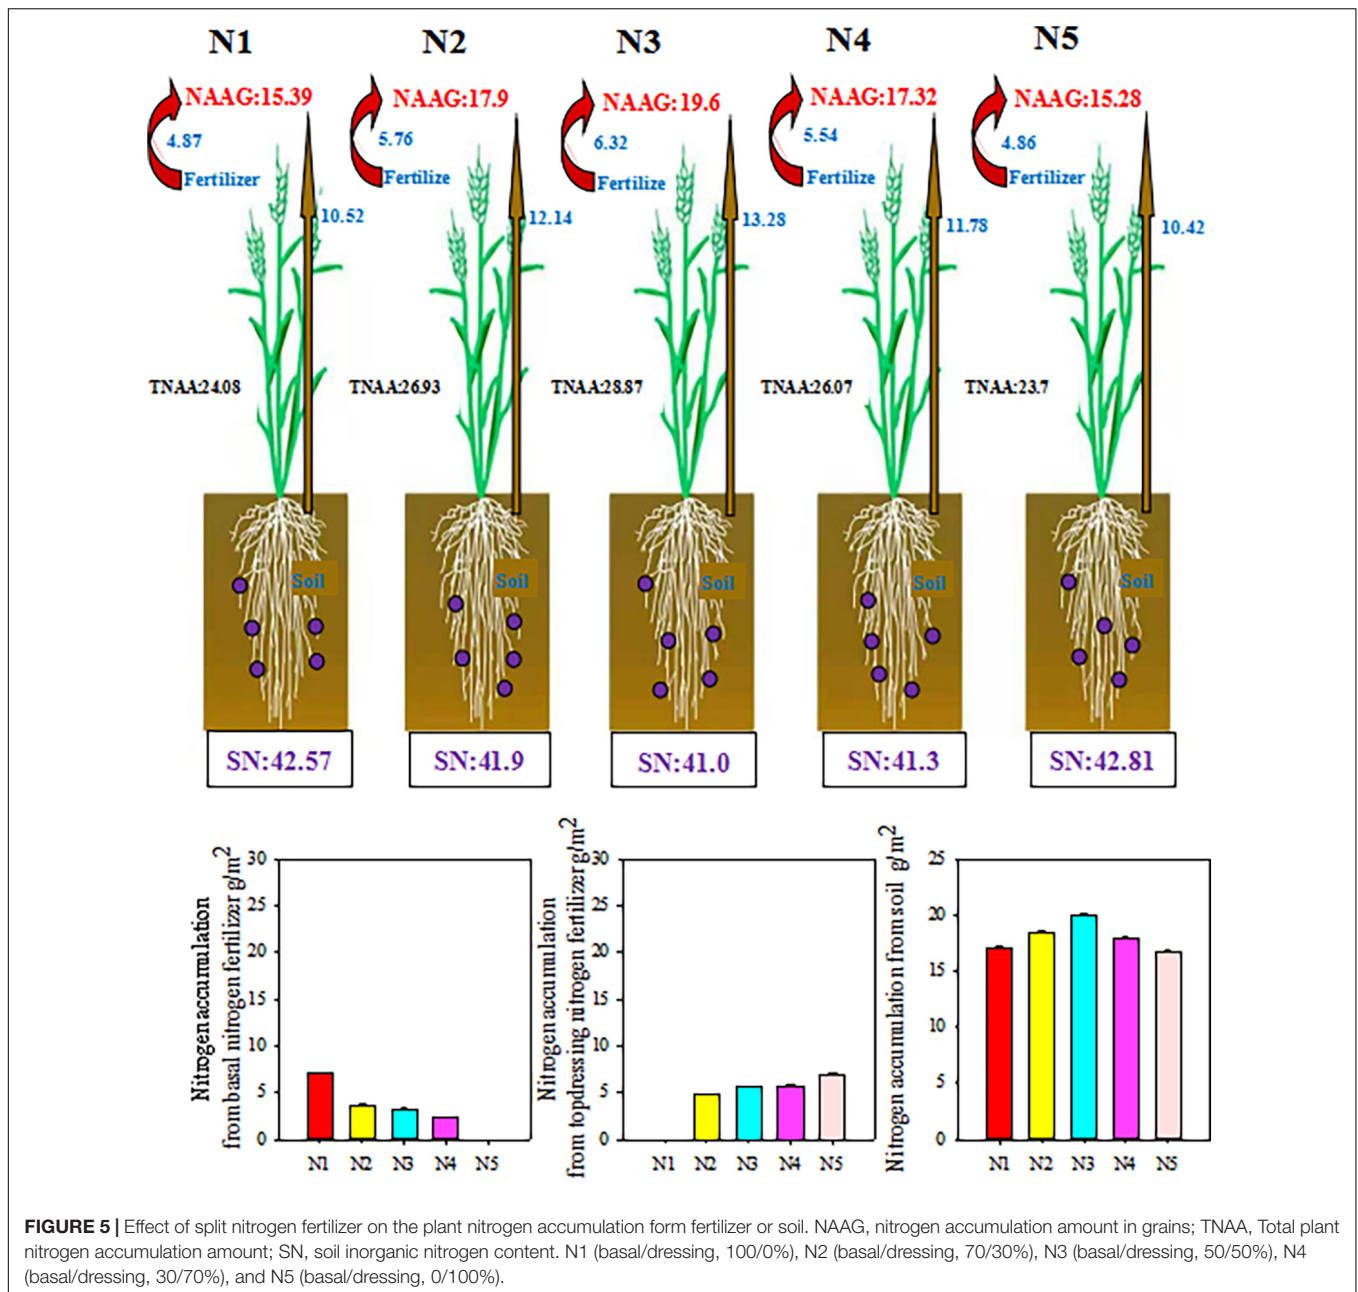 N1 N2 N3 N4 N5
NAAG:15.39 NAAG:17.9 NAAG:19.6 NAAG:17.32 NAAG:15.28
4.87 5.76 6.32 5.54 4.86
Fertilizer Fertilize Fertilize Fertilize Fertilizer
10.52 12.14 13.28 11.78 10.42
TNAA:24.08 TNAA:26.93 TNAA:28.87 TNAA:26.07 TNAA:23.7
Soil Soil Soil Soil Soil
SN:42.57 SN:41.9 SN:41.0 SN:41.3 SN:42.81
Nitrogen accumulation
from basal nitrogen fertilizer g/m2
30
25
20
15
10
5
0
N1 N2 N3 N4 N5
Nitrogen accumulation
from topdressing nitrogen fertilizer g/m2
30
25
20
15
10
5
0
N1 N2 N3 N4 N5
Nitrogen accumulation from soil g/m2
25
20
15
10
5
0
N1 N2 N3 N4 N5
FIGURE 5 | Effect of split nitrogen fertilizer on the plant nitrogen accumulation form fertilizer or soil. NAAG, nitrogen accumulation amount in grains; TNAA, Total plant
nitrogen accumulation amount; SN, soil inorganic nitrogen content. N1 (basal/dressing, 100/0%), N2 (basal/dressing, 70/30%), N3 (basal/dressing, 50/50%), N4
(basal/dressing, 30/70%), and N5 (basal/dressing, 0/100%).